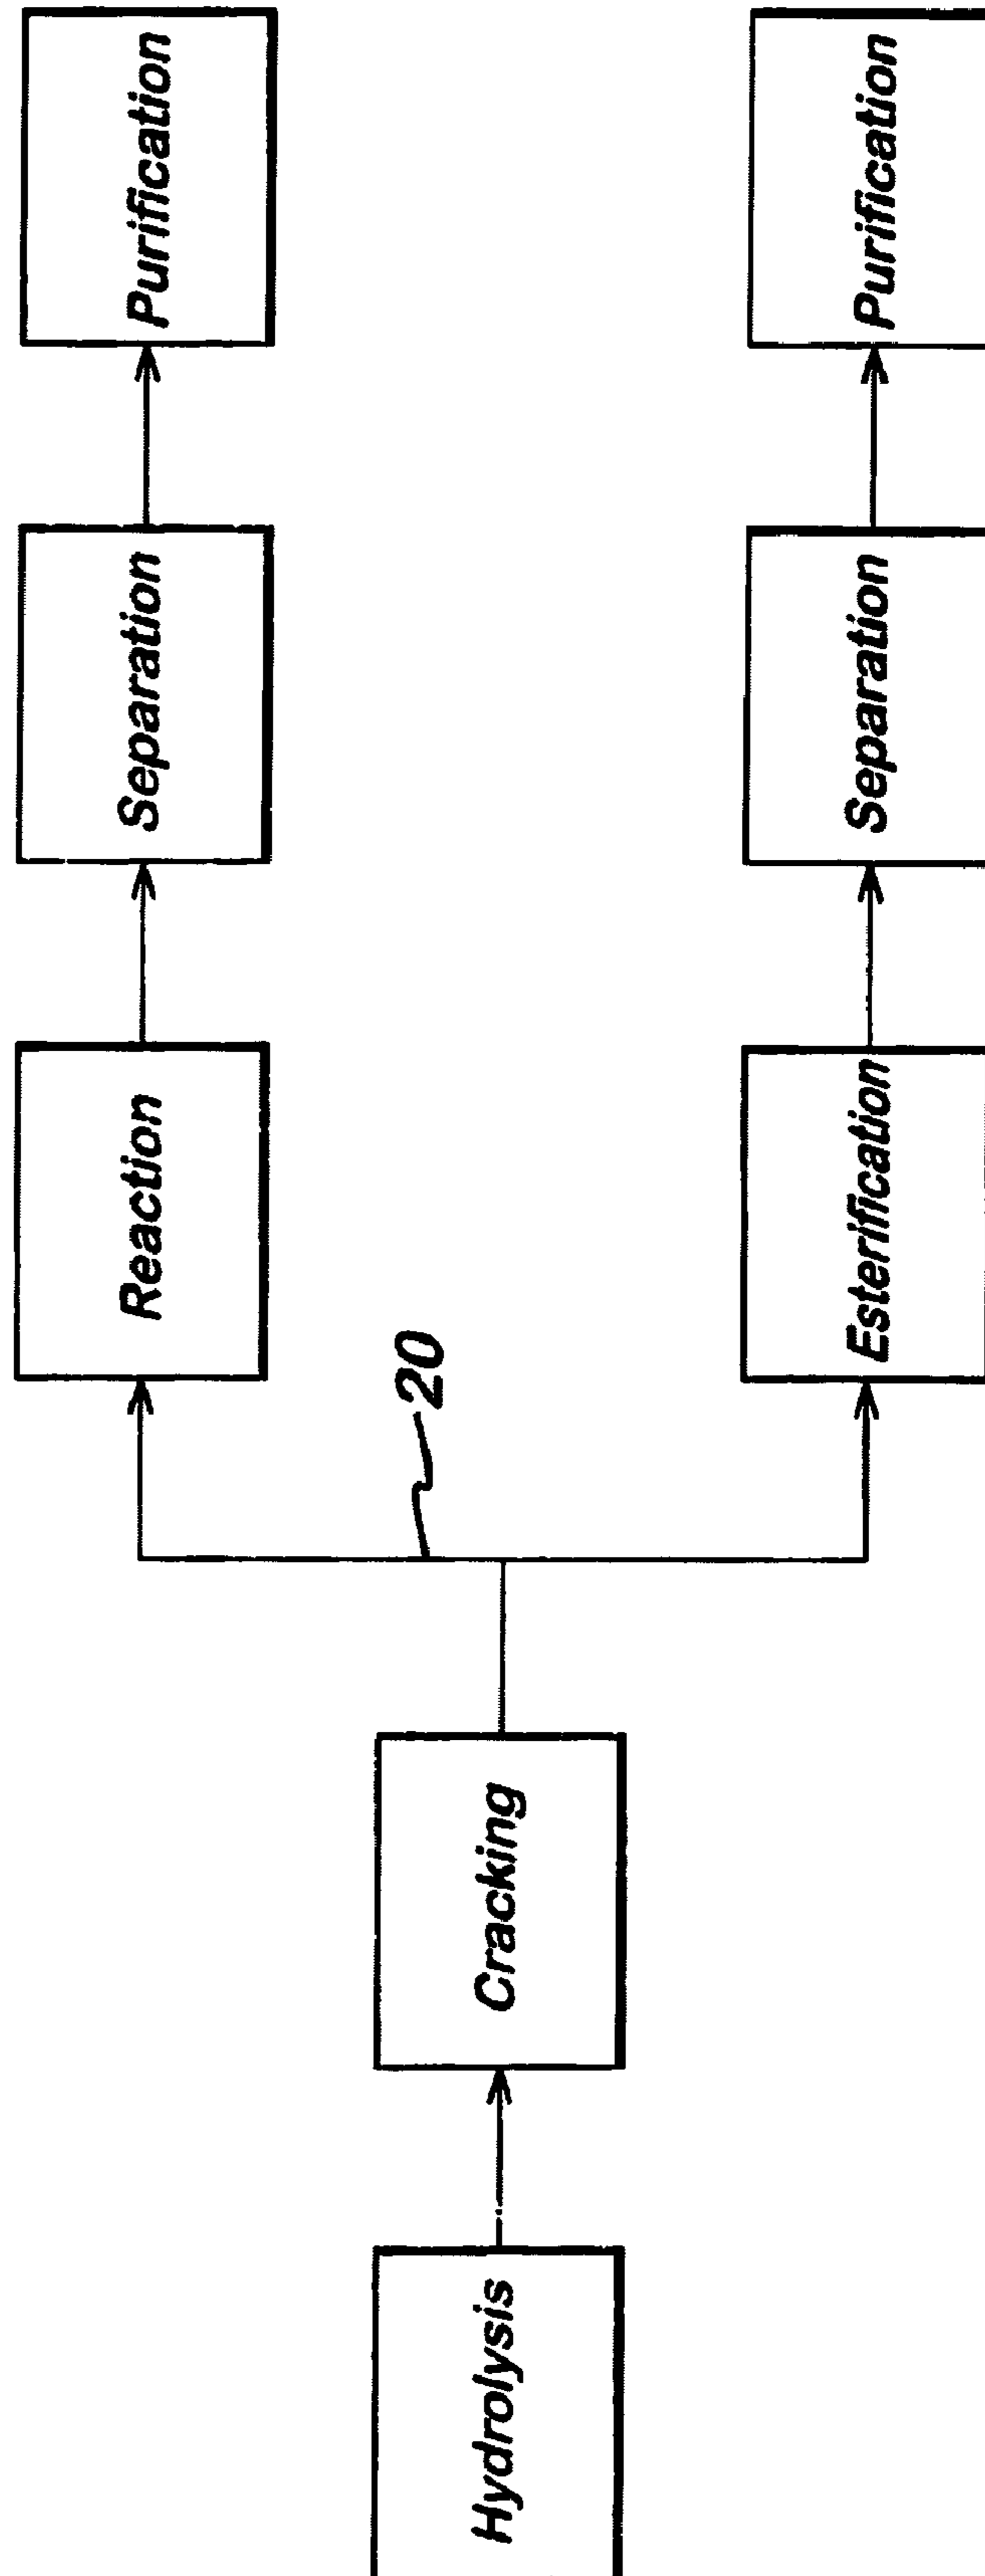 Hydrolysis
Cracking
20
Reaction
Separation
Purification
Esterification
Separation
Purification